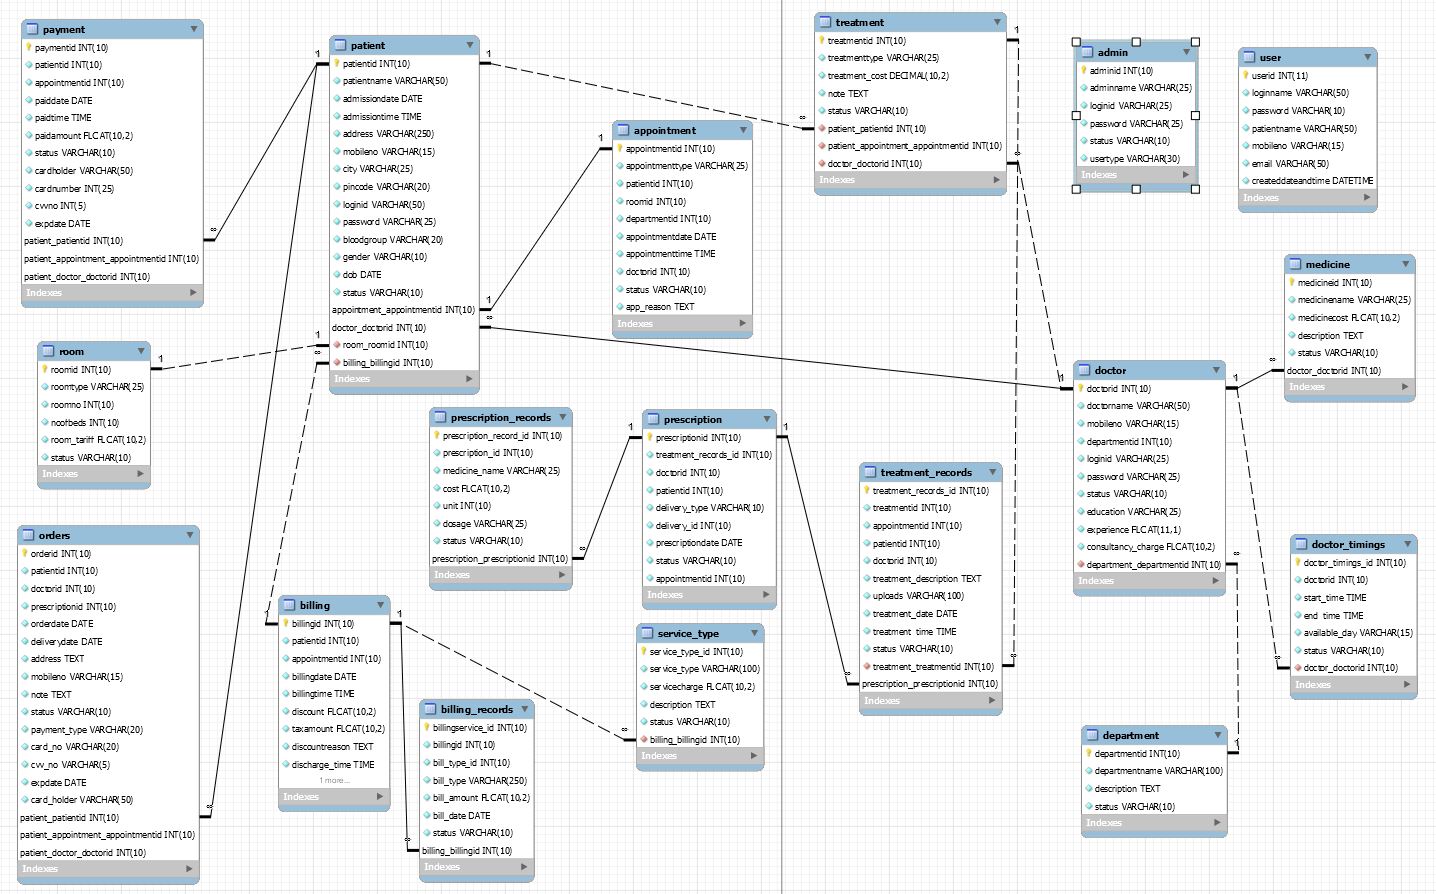 payment
paymentid INT(10)
patientid INT(10)
appointmentid INT(10)
paiddate DATE
paidtime TIME
paidamount FLCAT(10,2)
status VARCHAR(10)
cardholder VARCHAR(50)
cardnumber INT(25)
cvvno INT(5)
expdate DATE
patient_patientid INT(10)
patient_appointment_appointmentid INT(10)
patient_doctor_doctorid INT(10)
Indexes
patient
patientid INT(10)
patientname VARCHAR(50)
admissiondate DATE
admissiontime TIME
address VARCHAR(250)
mobileno VARCHAR(15)
city VARCHAR(25)
pincode VARCHAR(20)
loginid VARCHAR(50)
password VARCHAR(25)
bloodgroup VARCHAR(20)
gender VARCHAR(10)
dob DATE
status VARCHAR(10)
appointment_appointmentid INT(10)
doctor_doctorid INT(10)
room_roomid INT(10)
billing_billingid INT(10)
Indexes
appointment
appointmentid INT(10)
appointmenttype VARCHAR(25)
patientid INT(10)
roomid INT(10)
departmentid INT(10)
appointmentdate DATE
appointmenttime TIME
doctorid INT(10)
status VARCHAR(10)
app_reason TEXT
Indexes
treatment
treatmentid INT(10)
treatmenttype VARCHAR(25)
treatment_cost DECIMAL(10,2)
note TEXT
status VARCHAR(10)
patient_patientid INT(10)
patient_appointment_appointmentid INT(10)
doctor_doctorid INT(10)
Indexes
admin
adminid INT(10)
adminname VARCHAR(25)
loginid VARCHAR(25)
password VARCHAR(25)
status VARCHAR(10)
usertype VARCHAR(30)
Indexes
user
userid INT(11)
loginname VARCHAR(50)
password VARCHAR(10)
patientname VARCHAR(50)
mobileno VARCHAR(15)
email VARCHAR(50)
createddateandtime DATETIME
Indexes
medicine
medicineid INT(10)
medicinename VARCHAR(25)
medicinecost FLCAT(10,2)
description TEXT
status VARCHAR(10)
doctor_doctorid INT(10)
Indexes
room
roomid INT(10)
roomtype VARCHAR(25)
roomno INT(10)
noofbeds INT(10)
room_tariff FLCAT(10,2)
status VARCHAR(10)
Indexes
prescription_records
prescription_record_id INT(10)
prescription_id INT(10)
medicine_name VARCHAR(25)
cost FLCAT(10,2)
unit INT(10)
dosage VARCHAR(25)
status VARCHAR(10)
prescription_prescriptionid INT(10)
Indexes
prescription
prescriptionid INT(10)
treatment_records_id INT(10)
doctorid INT(10)
patientid INT(10)
delivery_type VARCHAR(10)
delivery_id INT(10)
prescriptiondate DATE
status VARCHAR(10)
appointmentid INT(10)
Indexes
treatment_records
treatment_records_id INT(10)
treatmentid INT(10)
appointmentid INT(10)
patientid INT(10)
doctorid INT(10)
treatment_description TEXT
uploads VARCHAR(100)
treatment_date DATE
treatment_time TIME
status VARCHAR(10)
treatment_treatmentid INT(10)
prescription_prescriptionid INT(10)
Indexes
doctor
doctorid INT(10)
doctorname VARCHAR(50)
mobileno VARCHAR(15)
departmentid INT(10)
loginid VARCHAR(25)
password VARCHAR(25)
status VARCHAR(10)
education VARCHAR(25)
experience FLCAT(11,1)
consultancy_charge FLCAT(10,2)
department_departmentid INT(10)
Indexes
doctor_timings
doctor_timings_id INT(10)
doctorid INT(10)
start_time TIME
end_time TIME
available_day VARCHAR(15)
status VARCHAR(10)
doctor_doctorid INT(10)
Indexes
orders
orderid INT(10)
patientid INT(10)
doctorid INT(10)
prescriptionid INT(10)
orderdate DATE
deliverydate DATE
address TEXT
mobileno VARCHAR(15)
note TEXT
status VARCHAR(10)
payment_type VARCHAR(20)
card_no VARCHAR(20)
cvv_no VARCHAR(5)
expdate DATE
card_holder VARCHAR(50)
patient_patientid INT(10)
patient_appointment_appointmentid INT(10)
patient_doctor_doctorid INT(10)
Indexes
billing
billingid INT(10)
patientid INT(10)
appointmentid INT(10)
billingdate DATE
billingtime TIME
discount FLCAT(10,2)
taxamount FLCAT(10,2)
discountreason TEXT
discharge_time TIME
1 more...
Indexes
billing_records
billingservice_id INT(10)
billingid INT(10)
bill_type_id INT(10)
bill_type VARCHAR(250)
bill_amount FLCAT(10,2)
bill_date DATE
status VARCHAR(10)
billing_billingid INT(10)
Indexes
service_type
service_type_id INT(10)
service_type VARCHAR(100)
servicecharge FLCAT(10,2)
description TEXT
status VARCHAR(10)
billing_billingid INT(10)
Indexes
department
departmentid INT(10)
departmentname VARCHAR(100)
description TEXT
status VARCHAR(10)
Indexes